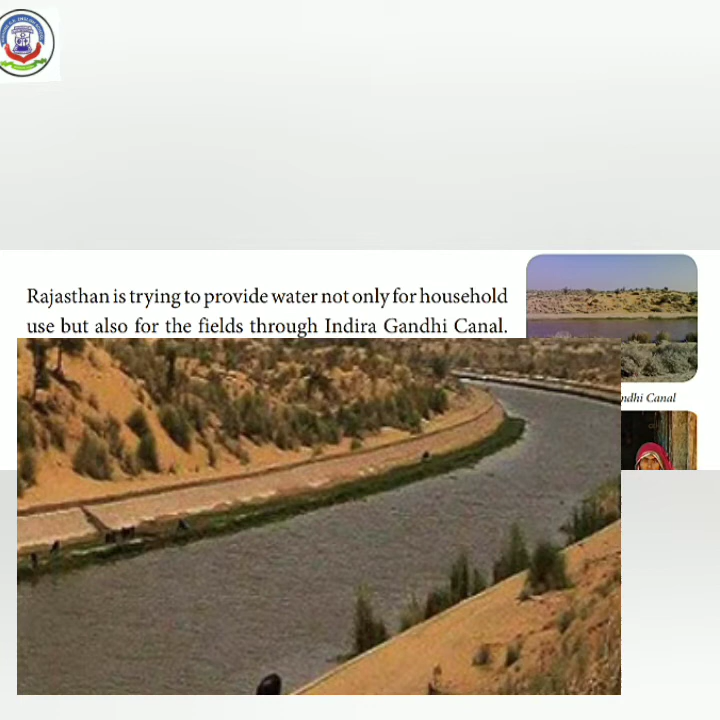 Rajasthan is trying to provide water not only for household
use but also for the fields through Indira Gandhi Canal.
Canal